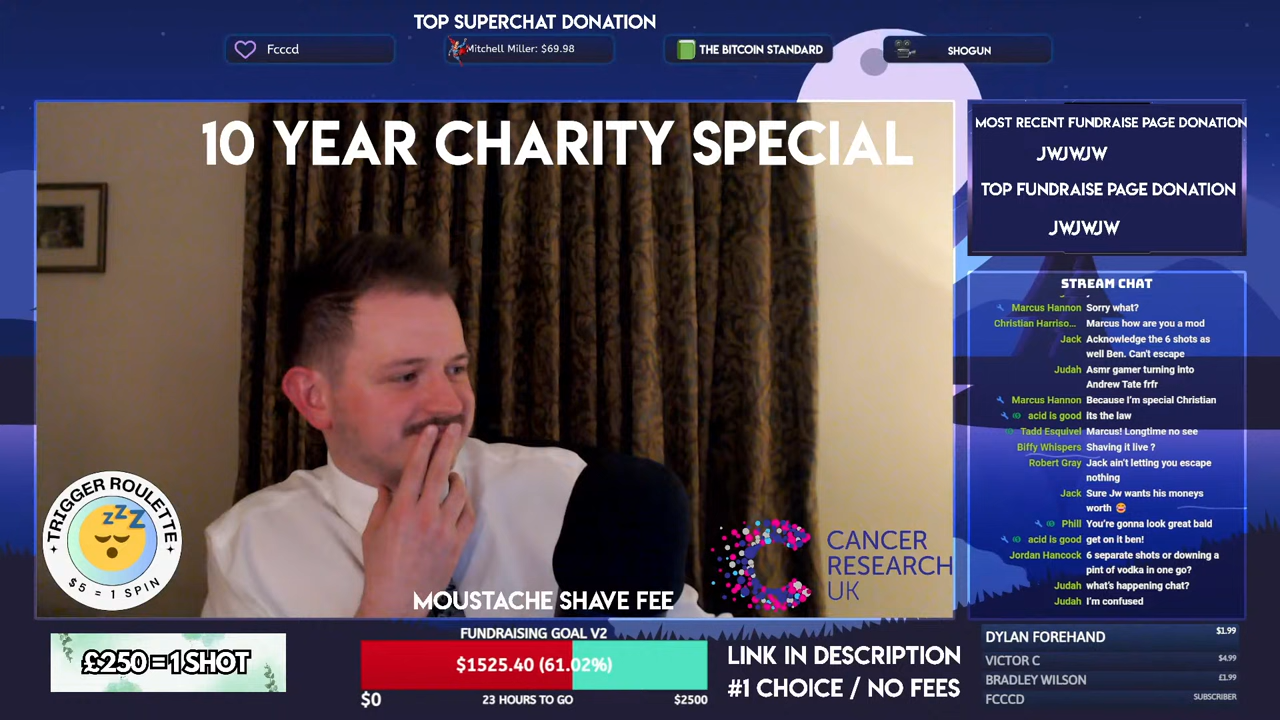 TOP SUPERCHAT DONATION
Fcccd
Mitchell Miller: $69.98
THE BITCOIN STANDARD
SHOGUN
10 YEAR CHARITY SPECIAL
MOST RECENT FUNDRAISE PAGE DONATION
JWJWJW
TOP FUNDRAISE PAGE DONATION
JWJWJW
STREAM CHAT
Marcus Hannon Sorry what?
Christian Harriso... Marcus how are you a mod
Jack Acknowledge the 6 shots as
well Ben. Can't escape
Judah Asmr gamer turning into
Andrew Tate frfr
Marcus Hannon Because I'm special Christian
acid is good Its the law
Tadd Esquivel Marcus! Longtime no see
Biffy Whispers Shaving it live ?
Robert Gray Jack ain't letting you escape
nothing
Jack Sure Jw wants his moneys
worth 🤩
Phill You're gonna look great bald
acid is good get on it ben!
Jordan Hancock 6 separate shots or downing a
pint of vodka in one go?
Judah what's happening chat?
Judah I'm confused
TRIGGER ROULETTE
zzz
$5 = 1 SPIN
CANCER
RESEARCH
UK
MOUSTACHE SHAVE FEE
£250 = 1 SHOT
FUNDRAISING GOAL V2
$1525.40 (61.02%)
$0
23 HOURS TO GO
$2500
LINK IN DESCRIPTION
#1 CHOICE / NO FEES
DYLAN FOREHAND $1.99
VICTOR C $4.99
BRADLEY WILSON £1.99
FCCCD SUBSCRIBER